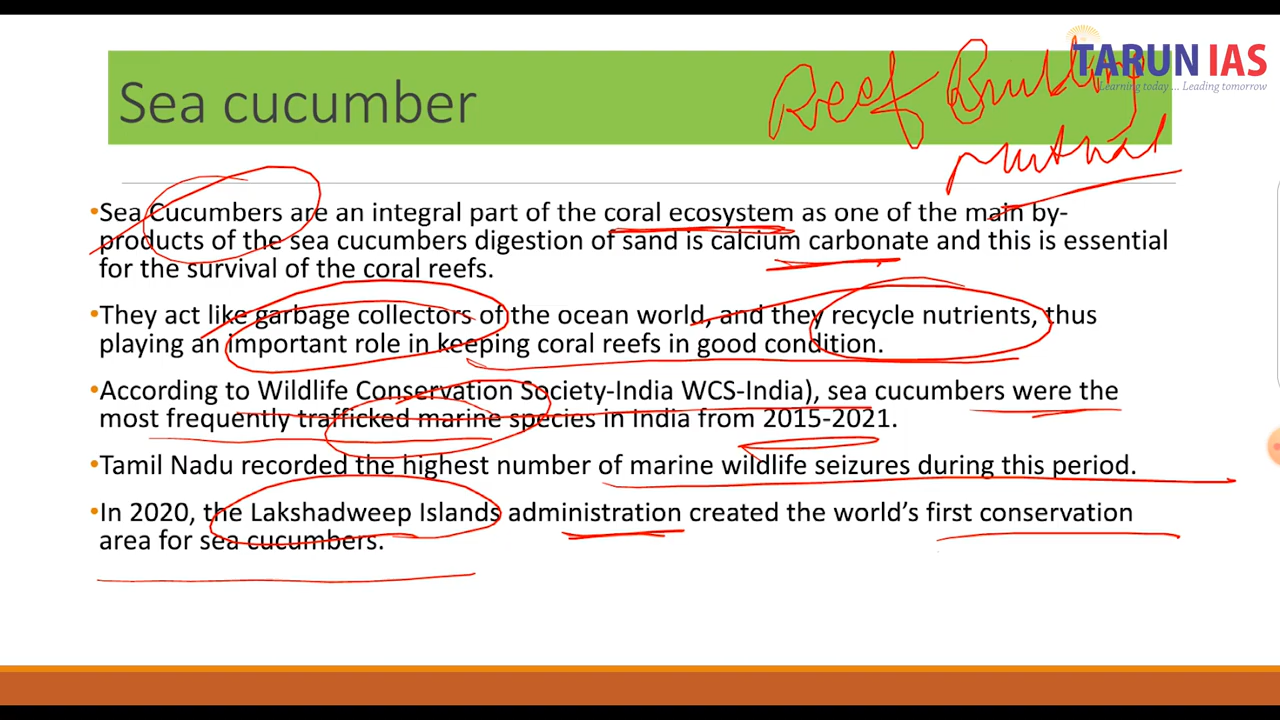 TARUN IAS
Learning today ... Leading tomorrow
Reef Building
mutual
Sea cucumber
•Sea Cucumbers are an integral part of the coral ecosystem as one of the main by-
products of the sea cucumbers digestion of sand is calcium carbonate and this is essential
for the survival of the coral reefs.
•They act like garbage collectors of the ocean world, and they recycle nutrients, thus
playing an important role in keeping coral reefs in good condition.
•According to Wildlife Conservation Society-India WCS-India), sea cucumbers were the
most frequently trafficked marine species in India from 2015-2021.
•Tamil Nadu recorded the highest number of marine wildlife seizures during this period.
•In 2020, the Lakshadweep Islands administration created the world's first conservation
area for sea cucumbers.